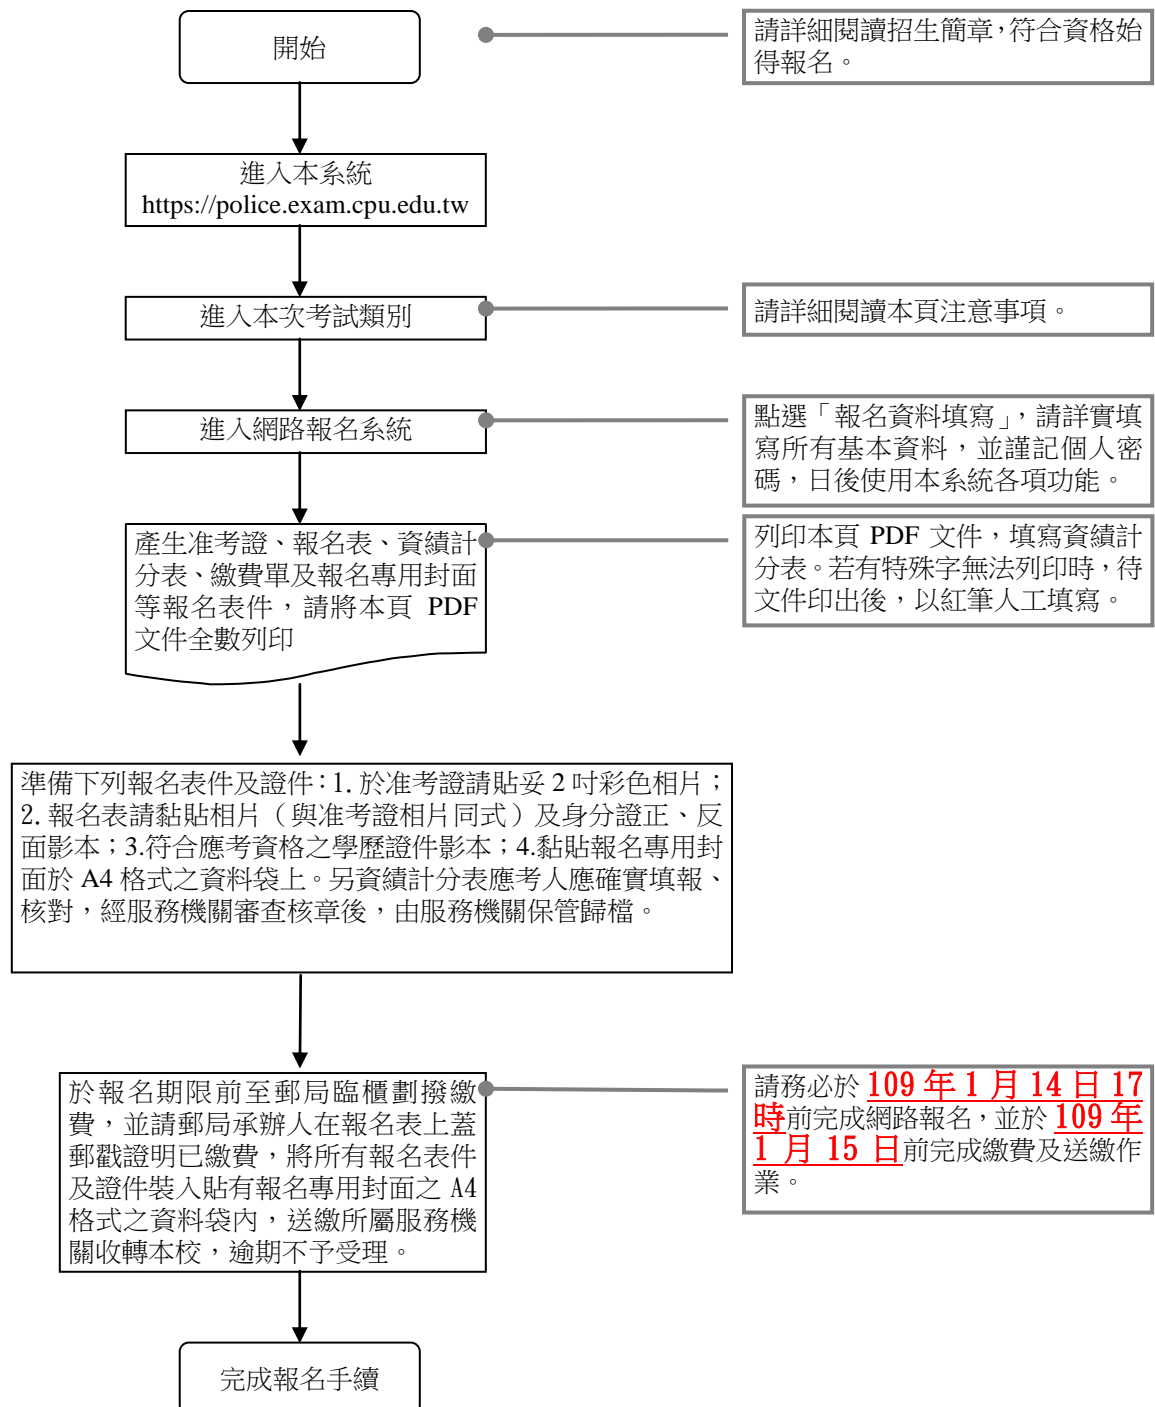 開始
請詳細閱讀招生簡章，符合資格始
得報名。
進入本系統
https://police.exam.cpu.edu.tw
進入本次考試類別
請詳細閱讀本頁注意事項。
進入網路報名系統
點選「報名資料填寫」，請詳實填
寫所有基本資料，並謹記個人密
碼，日後使用本系統各項功能。
產生准考證、報名表、資績計
分表、繳費單及報名專用封面
等報名表件，請將本頁 PDF
文件全數列印
列印本頁 PDF 文件，填寫資績計
分表。若有特殊字無法列印時，待
文件印出後，以紅筆人工填寫。
準備下列報名表件及證件：1. 於准考證請貼妥 2 吋彩色相片；
2. 報名表請黏貼相片（與准考證相片同式）及身分證正、反
面影本；3.符合應考資格之學歷證件影本；4.黏貼報名專用封
面於 A4 格式之資料袋上。另資績計分表應考人應確實填報、
核對，經服務機關審查核章後，由服務機關保管歸檔。
於報名期限前至郵局臨櫃劃撥繳
費，並請郵局承辦人在報名表上蓋
郵戳證明已繳費，將所有報名表件
及證件裝入貼有報名專用封面之 A4
格式之資料袋內，送繳所屬服務機
關收轉本校，逾期不予受理。
請務必於 109 年 1 月 14 日 17
時前完成網路報名，並於 109 年
1 月 15 日前完成繳費及送繳作
業。
完成報名手續